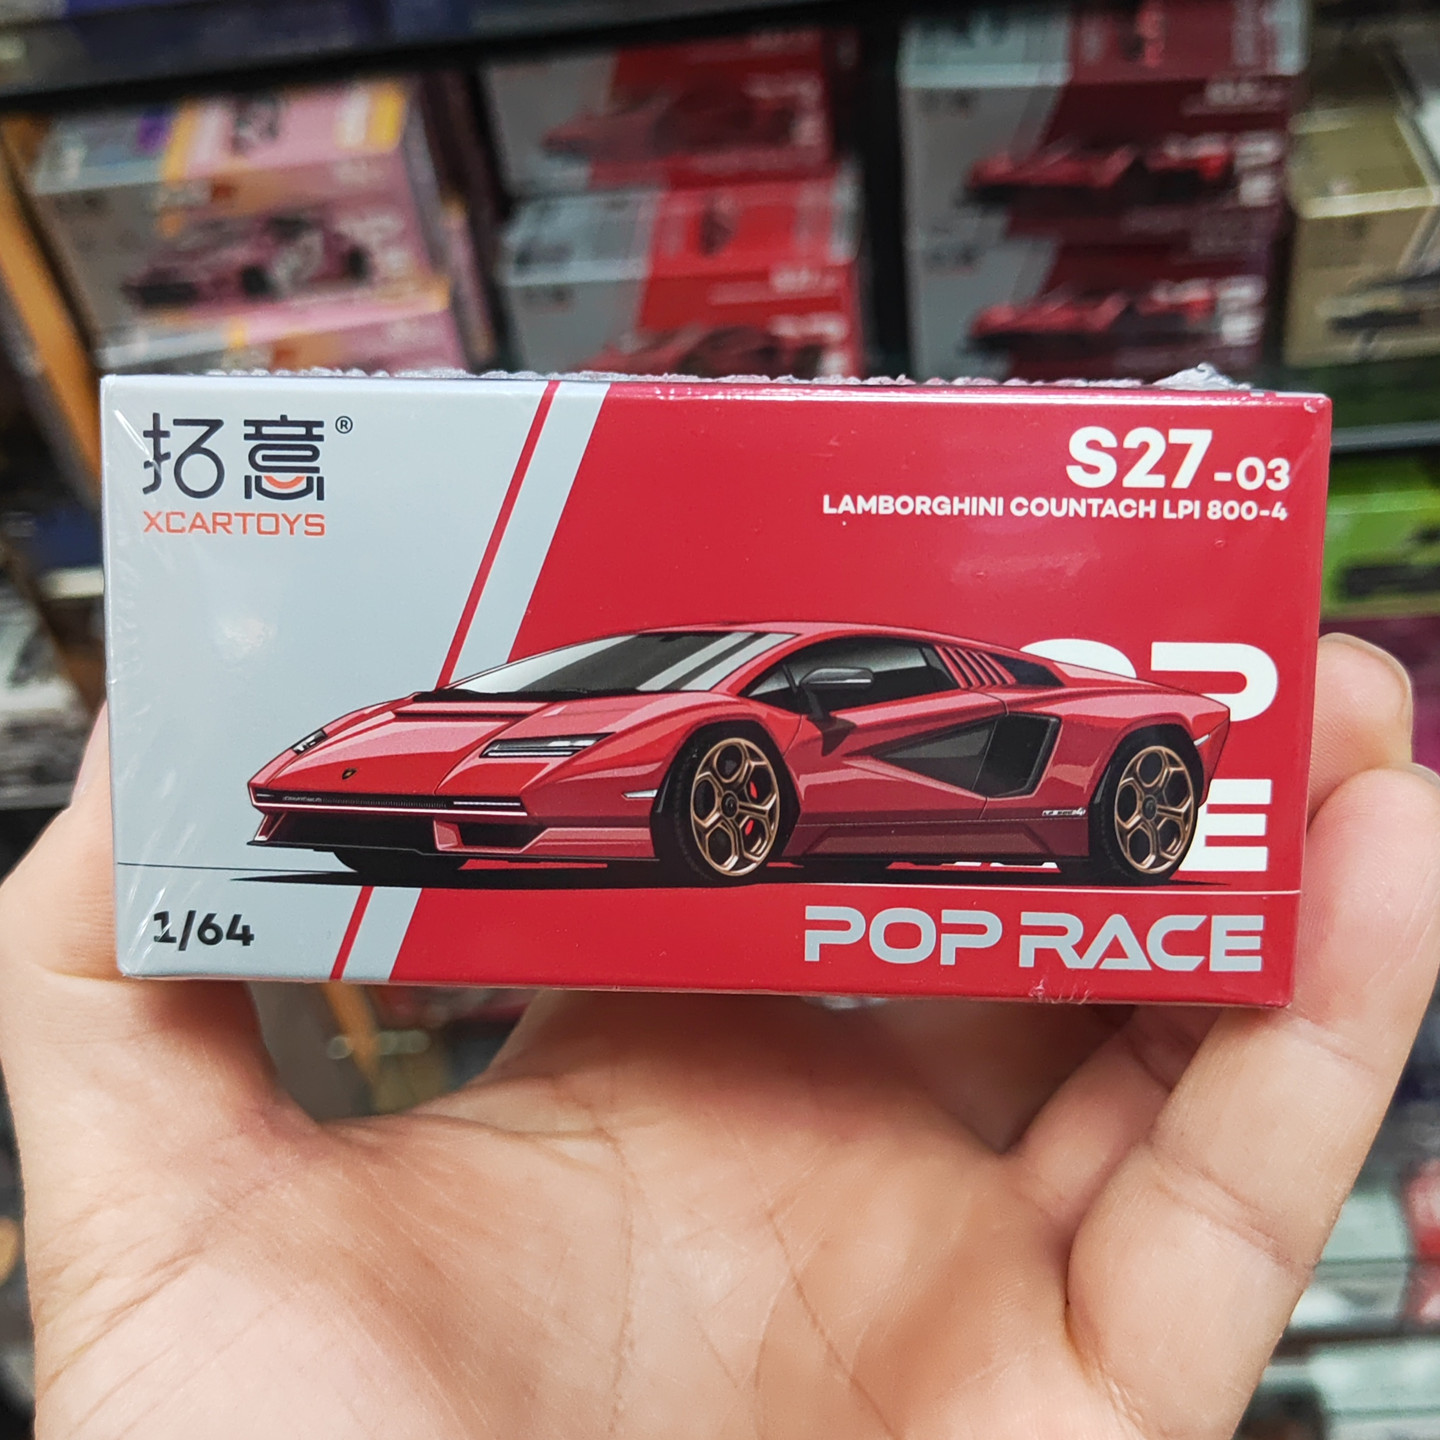 拓意®
XCARTOYS
S27-03
LAMBORGHINI COUNTACH LPI 800-4
1/64
POP RACE